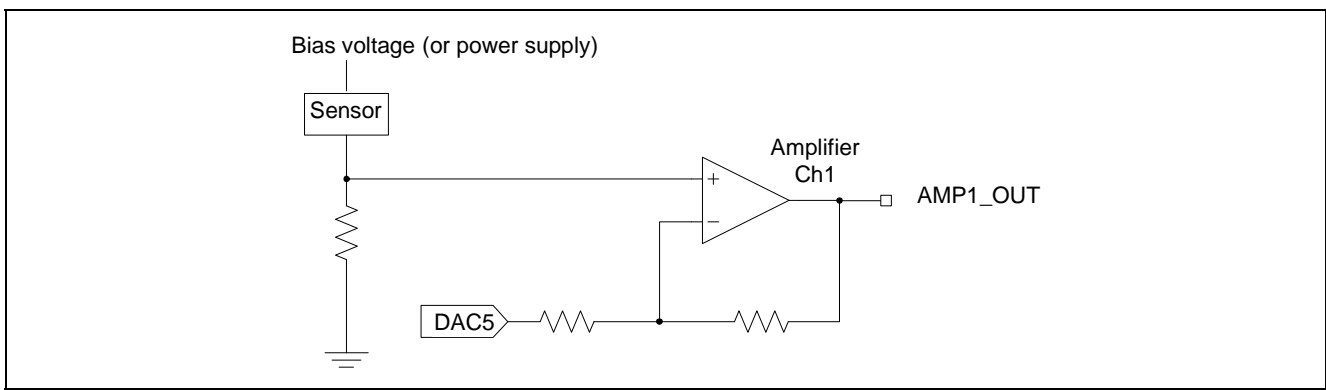 Bias voltage (or power supply)
Sensor
Amplifier
Ch1
+
−
AMP1_OUT
DAC5